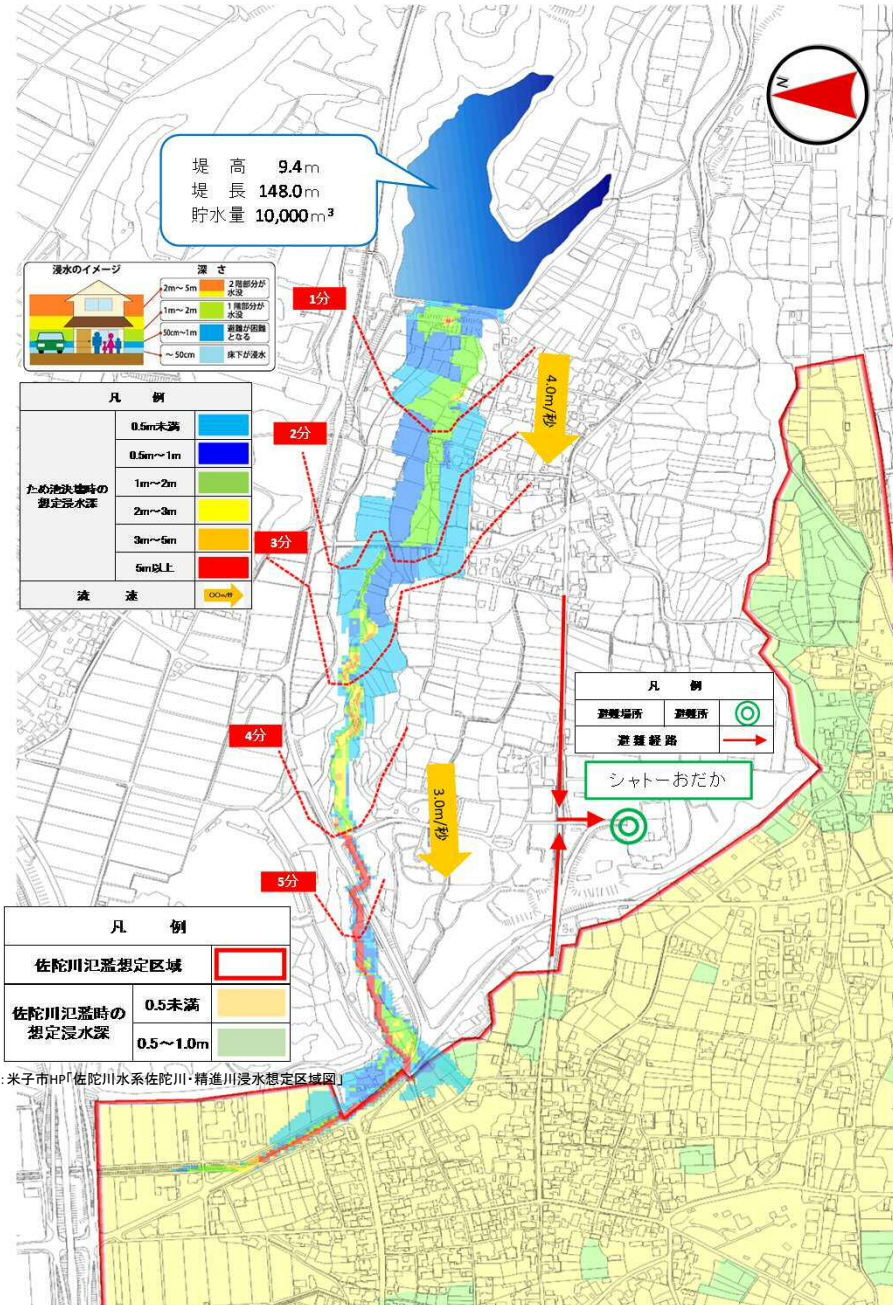 N
堤 高 9.4m
堤 長 148.0m
貯水量 10,000m³
浸水のイメージ 深 さ
2m～5m 2階部分が水没
1m～2m 1階部分が水没
50cm～1m 避難が困難となる
～50cm 床下が浸水
1分
4.0m/秒
凡 例
ため池決壊時の想定浸水深
0.5m未満
0.5m～1m
1m～2m
2m～3m
3m～5m
5m以上
流 速 〇〇m/秒
2分
3分
凡 例
避難場所 避難所
避難経路
シャトーおだか
4分
3.0m/秒
5分
凡 例
佐陀川氾濫想定区域
佐陀川氾濫時の想定浸水深
0.5未満
0.5～1.0m
：米子市HP「佐陀川水系佐陀川・精進川浸水想定区域図」